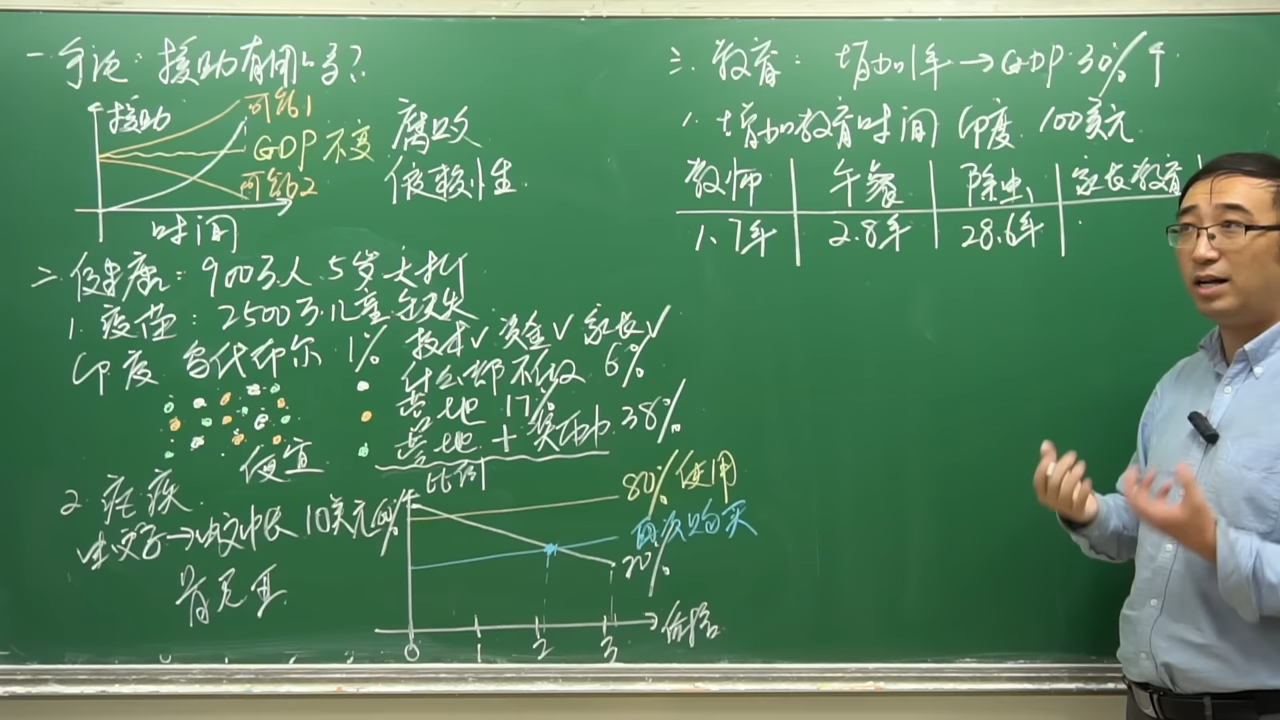 一 争论：援助有用吗？
援助
可能1
GDP不变
可能2
时间
腐败
依赖性
二 健康：900万人 5岁夭折
1. 疫苗：2500万儿童缺失
印度 乌代布尔 1%
技术√ 资金√ 家长√
什么都不做 6%
营地 17%
营地 + 奖励 38%
便宜
2. 疟疾
蚊子→蚊帐 10美元
肯尼亚
比例
80% 使用
再次购买
20%
0 1 2 3
价格
三. 教育：增加1年→GDP 30%↑
1. 增加教育时间 印度 100美元
教师 午餐 除虫 家长教育
1.7年 2.8年 28.6年